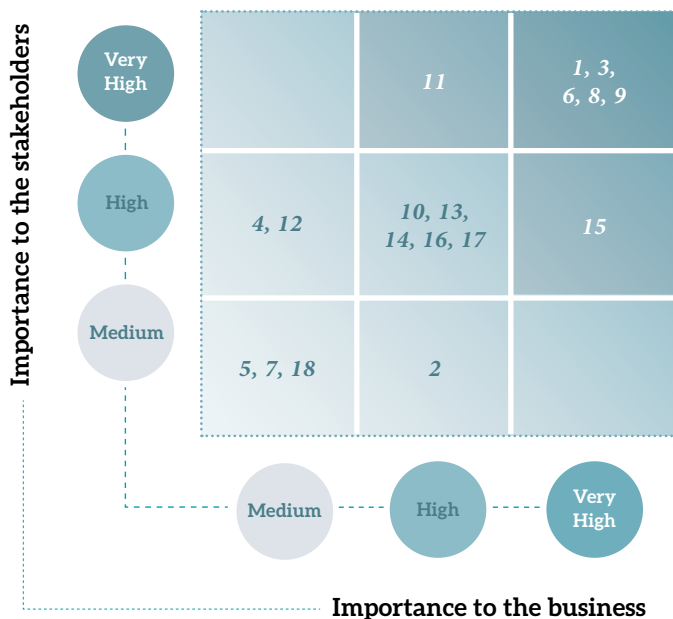 Importance to the stakeholders
Very
High
11
1, 3,
6, 8, 9
High
4, 12
10, 13,
14, 16, 17
15
Medium
5, 7, 18
2
Medium
High
Very
High
Importance to the business